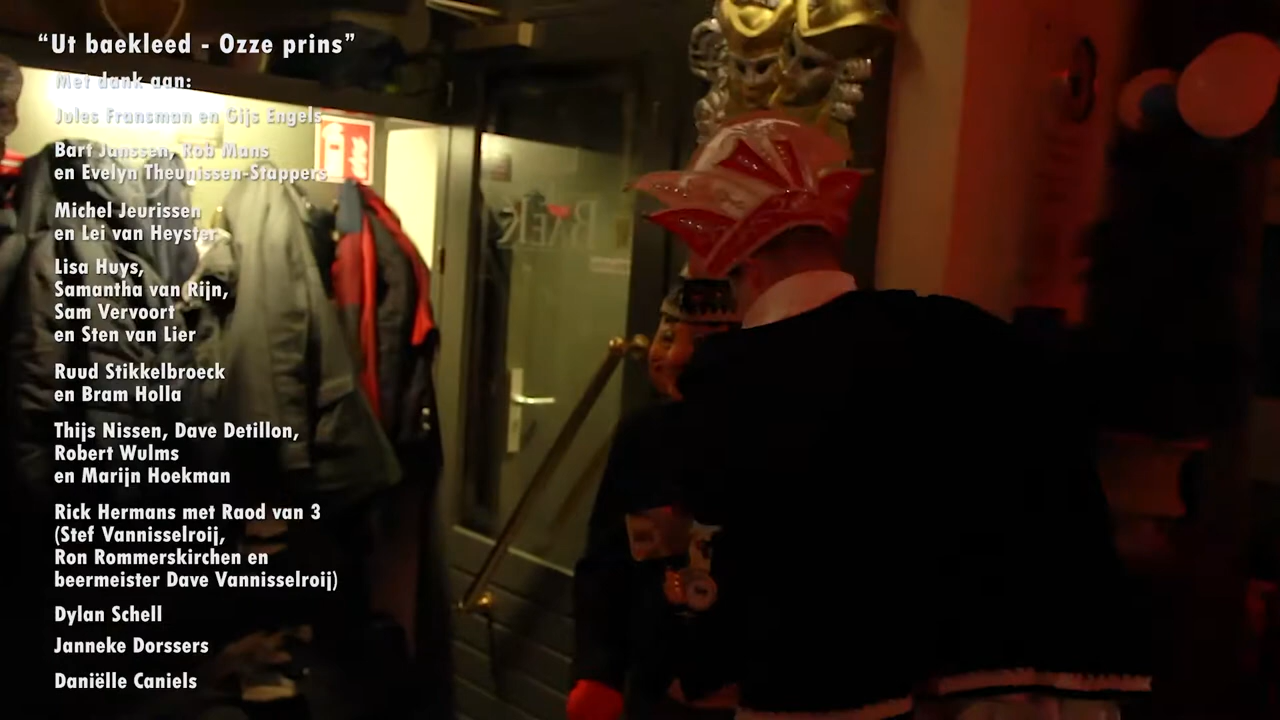 “Ut baekleed - Ozze prins”
Met dank aan:
Jules Fransman en Gijs Engels
Bart Janssen, Rob Mans
en Evelyn Theunissen-Stappers
Michel Jeurissen
en Lei van Heyster
Lisa Huys,
Samantha van Rijn,
Sam Vervoort
en Sten van Lier
Ruud Stikkelbroeck
en Bram Holla
Thijs Nissen, Dave Detillon,
Robert Wulms
en Marijn Hoekman
Rick Hermans met Raod van 3
(Stef Vannisselroij,
Ron Rommerskirchen en
beermeister Dave Vannisselroij)
Dylan Schell
Janneke Dorssers
Daniëlle Caniels
BAEK